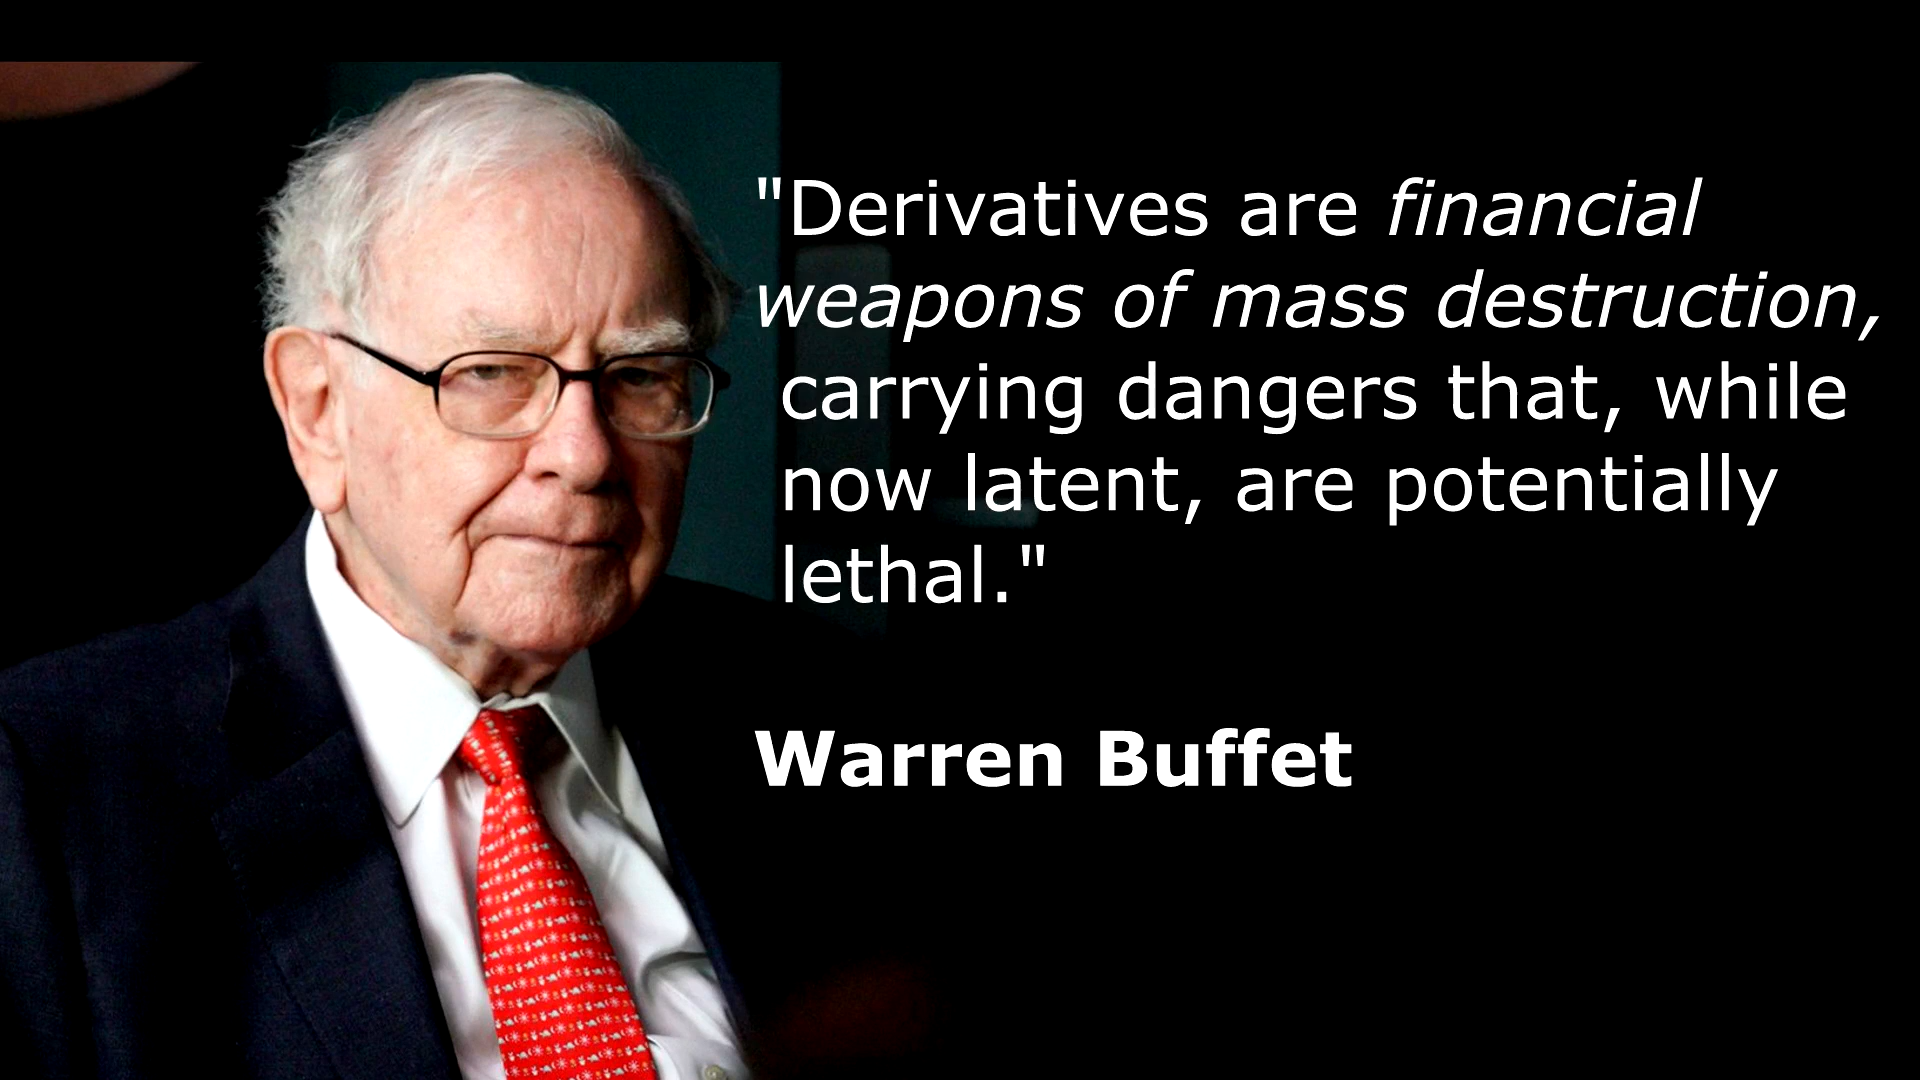 "Derivatives are financial
weapons of mass destruction,
carrying dangers that, while
now latent, are potentially
lethal."
Warren Buffet